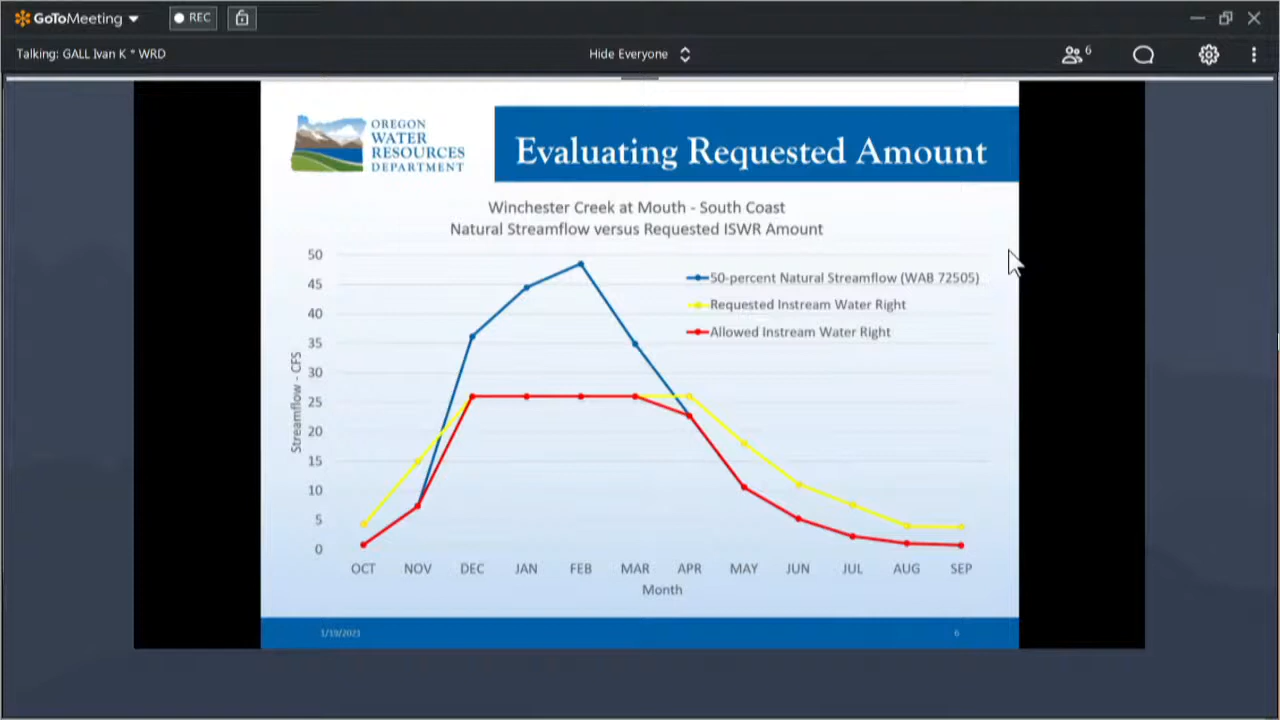 GoToMeeting
REC
Talking: GALL Ivan K * WRD
Hide Everyone
6
OREGON
WATER
RESOURCES
DEPARTMENT
Evaluating Requested Amount
Winchester Creek at Mouth - South Coast
Natural Streamflow versus Requested ISWR Amount
50-percent Natural Streamflow (WAB 72505)
Requested Instream Water Right
Allowed Instream Water Right
Streamflow - CFS
50
45
40
35
30
25
20
15
10
5
0
OCT NOV DEC JAN FEB MAR APR MAY JUN JUL AUG SEP
Month
1/19/2021 6